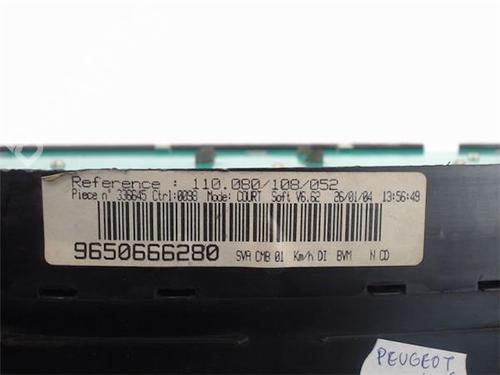 Reference : 110.080/108/052
Piece n° 336645 Ctrl:0098 Mode: COURT Soft V6.62 26/01/04 13:56:49
9650666280 SVA CMB 01 Km/h DI BVM N CD
PEUGEOT